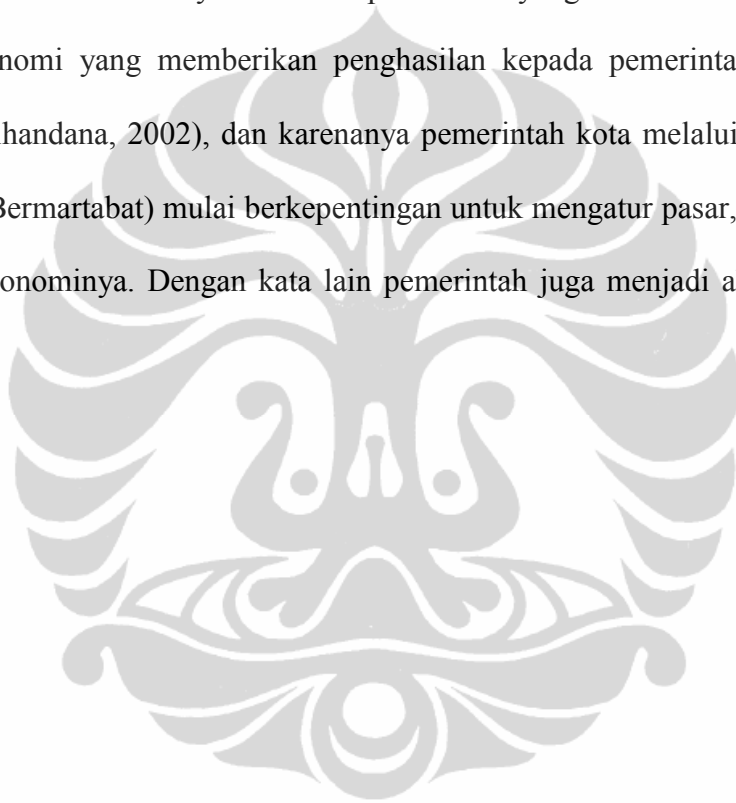 nomi yang memberikan penghasilan kepada pemerinta
handana, 2002), dan karenanya pemerintah kota melalui
Bermartabat) mulai berkepentingan untuk mengatur pasar,
onominya. Dengan kata lain pemerintah juga menjadi a